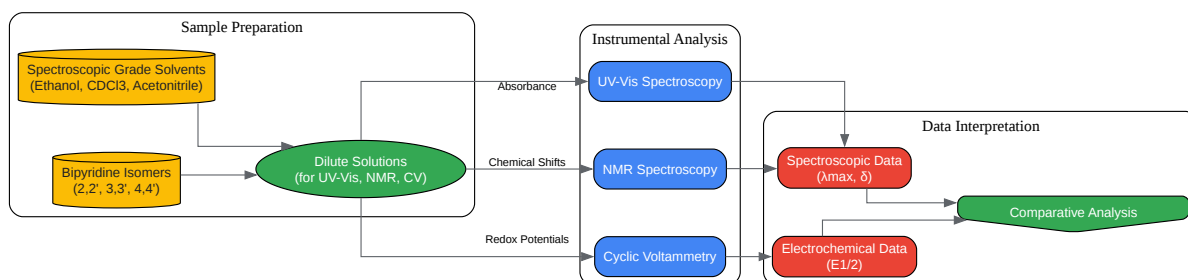 Sample Preparation
Spectroscopic Grade Solvents
(Ethanol, CDCl3, Acetonitrile)
Bipyridine Isomers
(2,2', 3,3', 4,4')
Dilute Solutions
(for UV-Vis, NMR, CV)
Absorbance
Chemical Shifts
Redox Potentials
Instrumental Analysis
UV-Vis Spectroscopy
NMR Spectroscopy
Cyclic Voltammetry
Data Interpretation
Spectroscopic Data
(λmax, δ)
Electrochemical Data
(E1/2)
Comparative Analysis